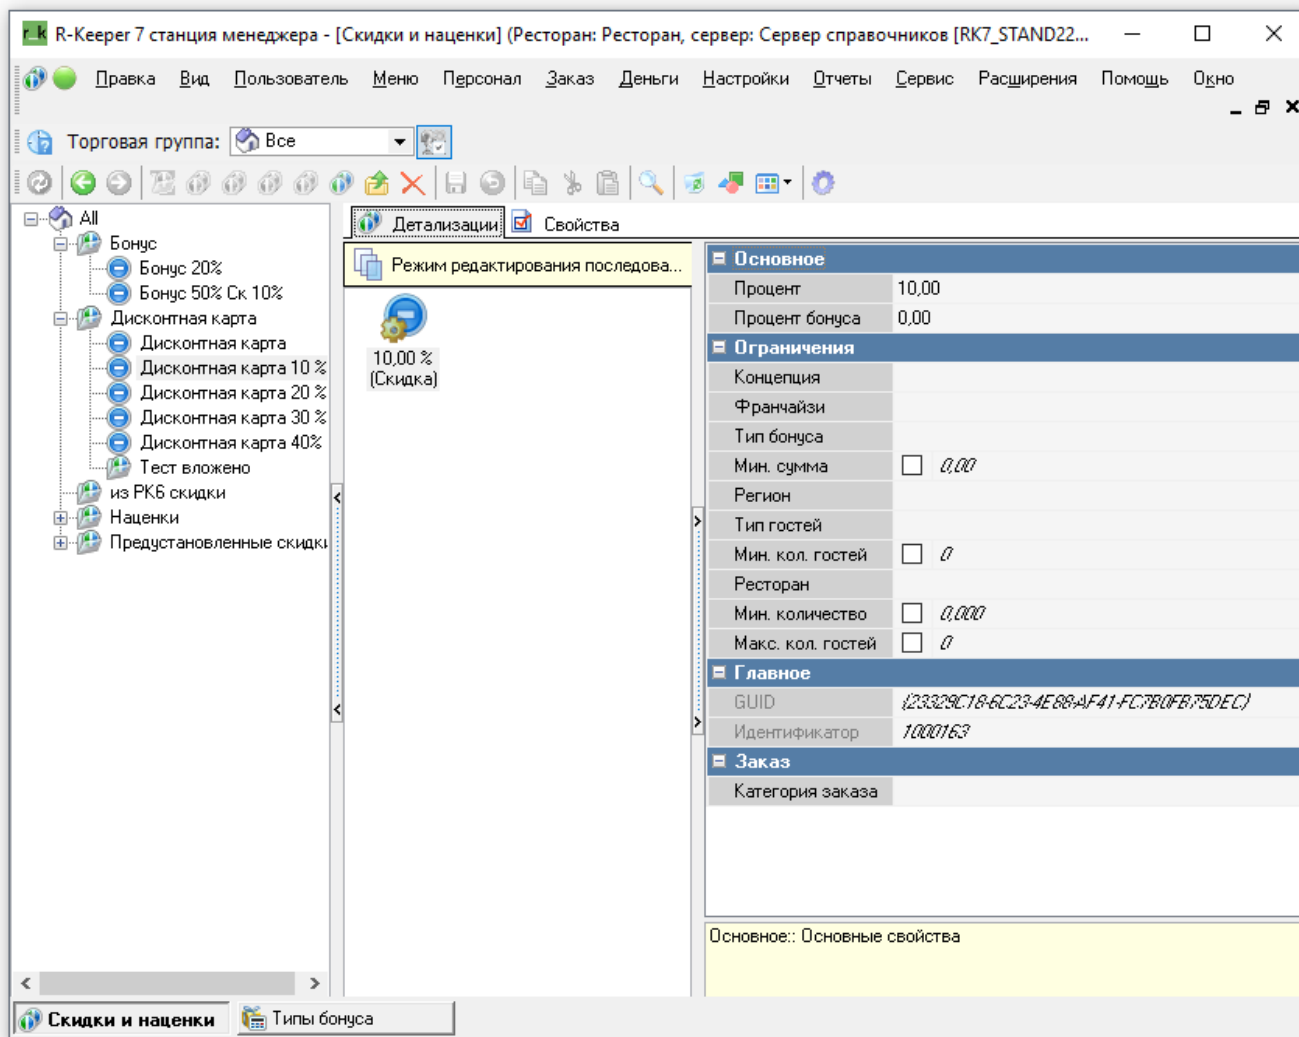 r_k R-Keeper 7 станция менеджера - [Скидки и наценки] (Ресторан: Ресторан, сервер: Сервер справочников [RK7_STAND22...
Правка Вид Пользователь Меню Персонал Заказ Деньги Настройки Отчеты Сервис Расширения Помощь Окно
Торговая группа: Все
All
Бонус
Бонус 20%
Бонус 50% Ск 10%
Дисконтная карта
Дисконтная карта
Дисконтная карта 10 %
Дисконтная карта 20 %
Дисконтная карта 30 %
Дисконтная карта 40%
Тест вложено
из РК6 скидки
Наценки
Предустановленные скидки
Детализации Свойства
Режим редактирования последова...
10,00 %
(Скидка)
Основное
Процент 10,00
Процент бонуса 0,00
Ограничения
Концепция
Франчайзи
Тип бонуса
Мин. сумма 0,00
Регион
Тип гостей
Мин. кол. гостей 0
Ресторан
Мин. количество 0,000
Макс. кол. гостей 0
Главное
GUID {23329C18-6C23-4E88-AF41-FC7B0FB75DEC}
Идентификатор 1000163
Заказ
Категория заказа
Основное:: Основные свойства
Скидки и наценки Типы бонуса